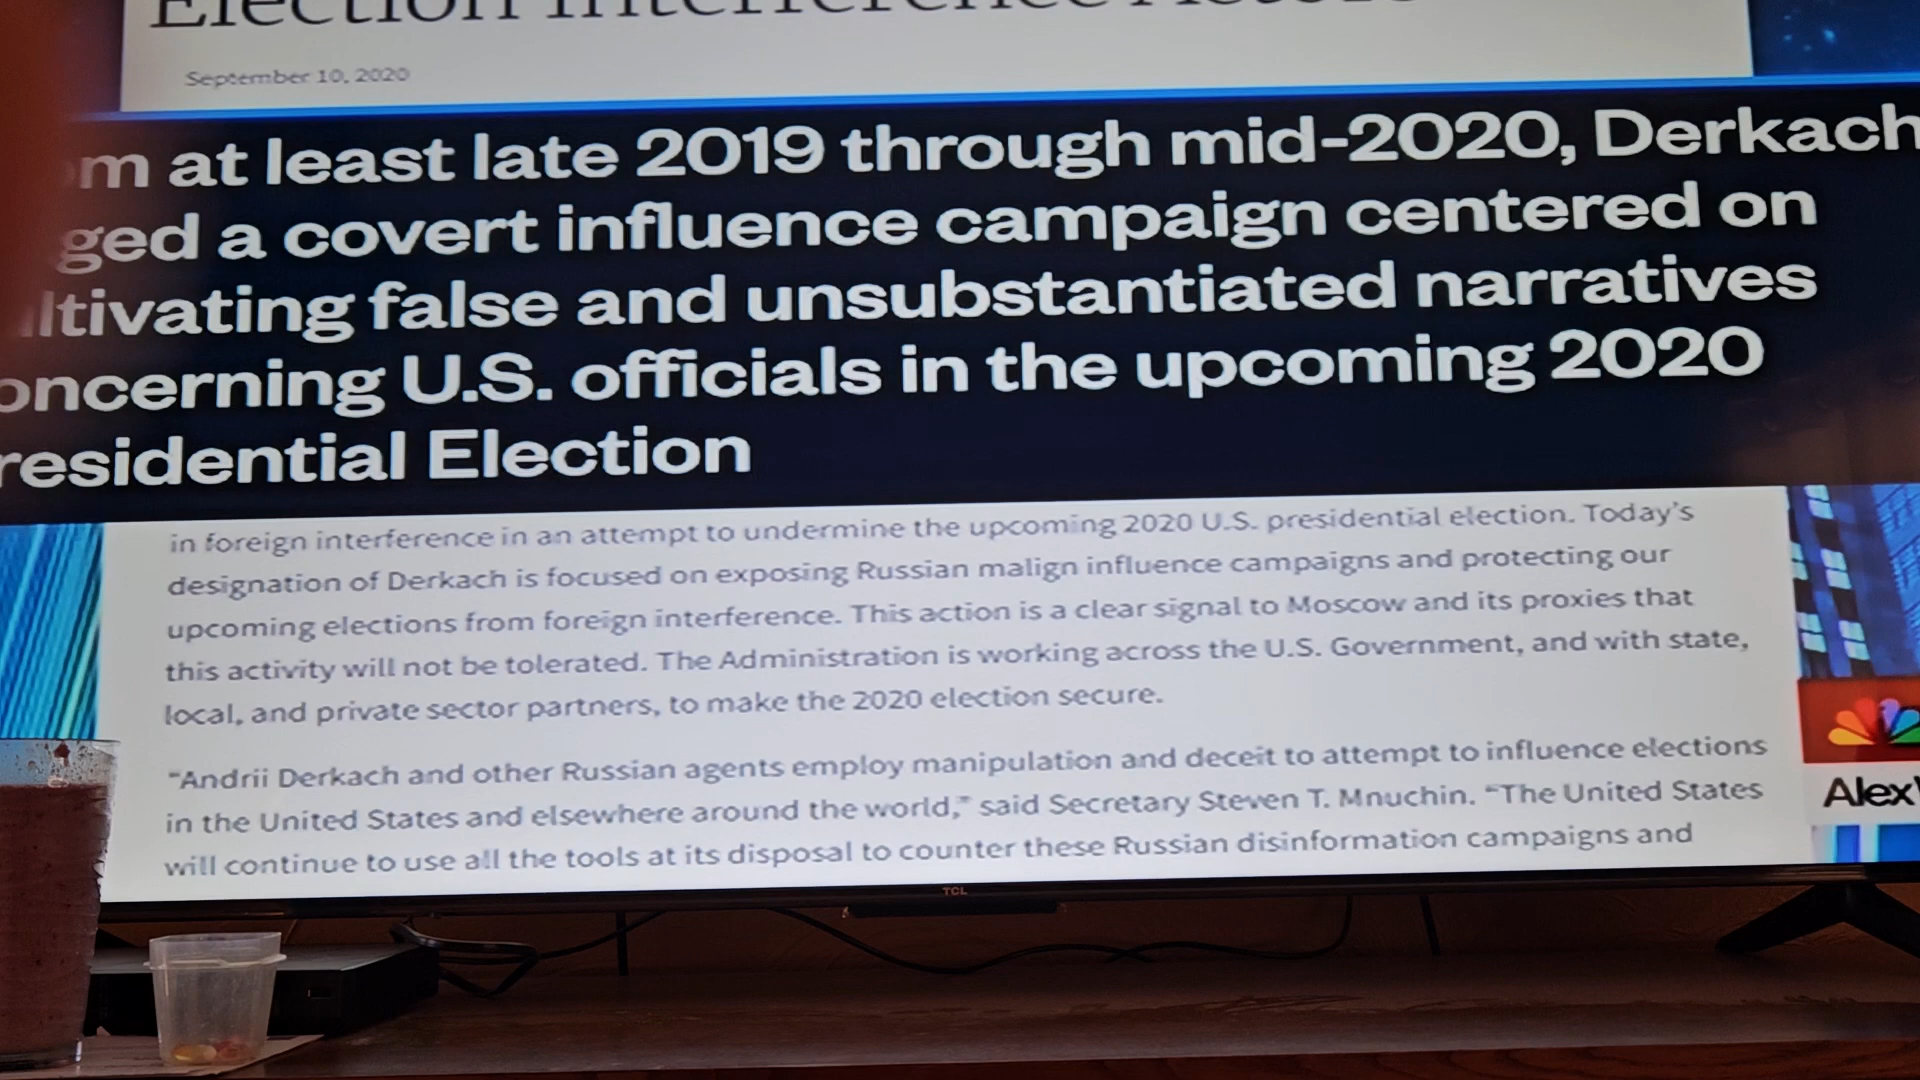 September 10, 2020
at least late 2019 through mid-2020, Derkach
a covert influence campaign centered on
false and unsubstantiated narratives
U.S. officials in the upcoming 2020
Election
in foreign interference in an attempt to undermine the upcoming 2020 U.S. presidential election. Today's
designation of Derkach is focused on exposing Russian malign influence campaigns and protecting our
upcoming elections from foreign interference. This action is a clear signal to Moscow and its proxies that
this activity will not be tolerated. The Administration is working across the U.S. Government, and with state,
local, and private sector partners, to make the 2020 election secure.
"Andrii Derkach and other Russian agents employ manipulation and deceit to attempt to influence elections
in the United States and elsewhere around the world," said Secretary Steven T. Mnuchin. "The United States
will continue to use all the tools at its disposal to counter these Russian disinformation campaigns and
Alex
TCL